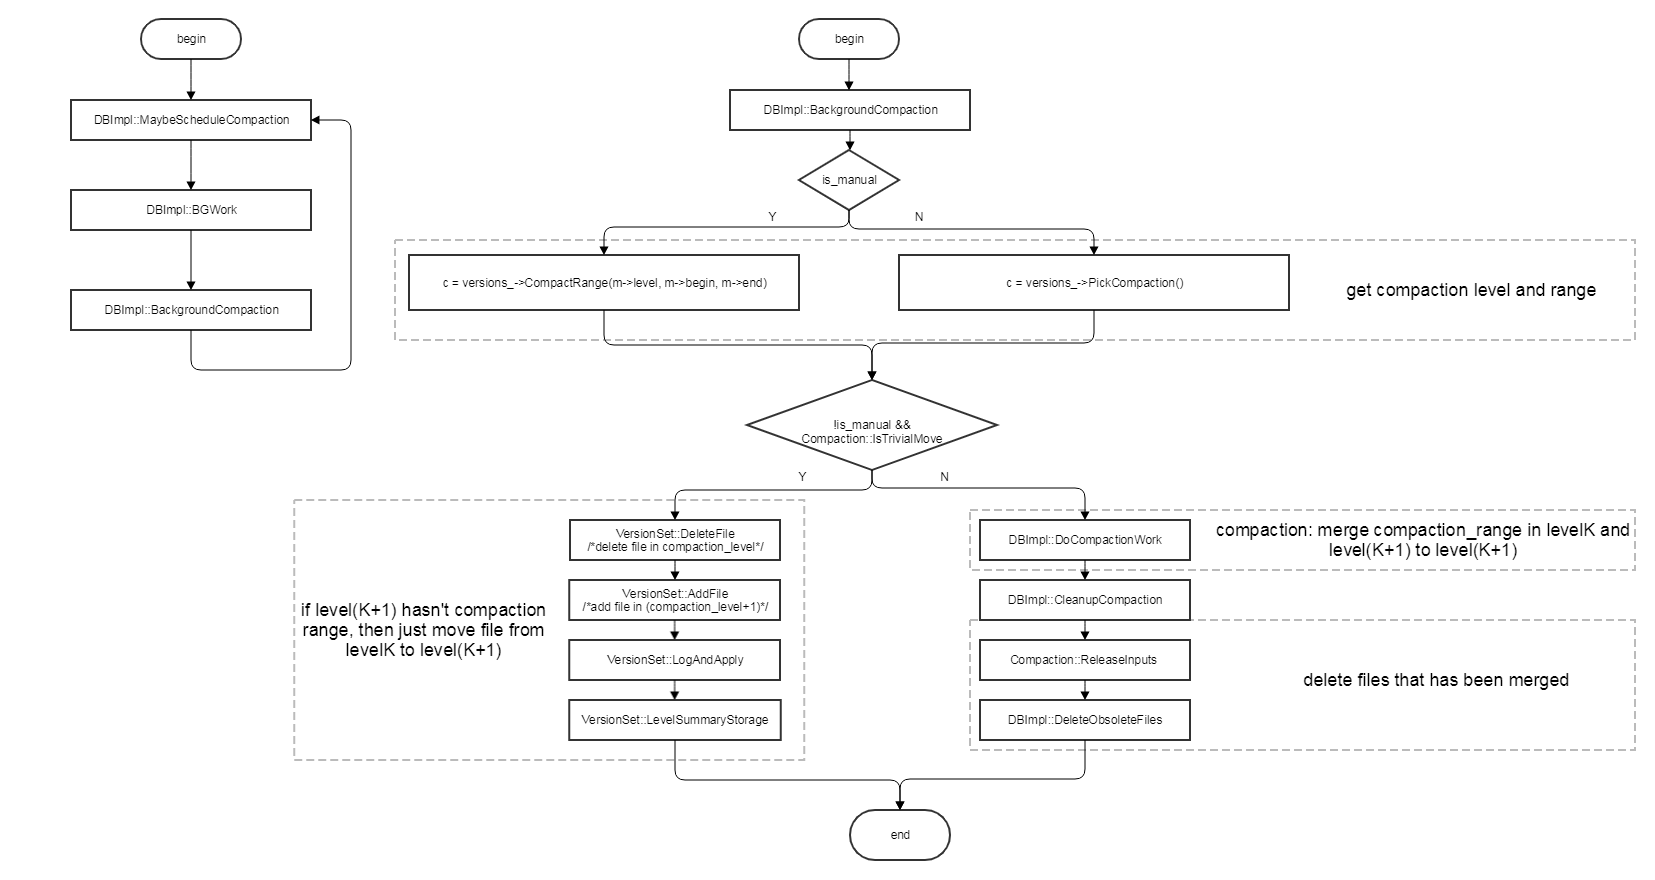 begin
DBImpl::MaybeScheduleCompaction
DBImpl::BGWork
DBImpl::BackgroundCompaction
begin
DBImpl::BackgroundCompaction
is_manual
Y
N
c = versions_->CompactRange(m->level, m->begin, m->end)
c = versions_->PickCompaction()
get compaction level and range
!is_manual &&
Compaction::IsTrivialMove
Y
N
if level(K+1) hasn't compaction
range, then just move file from
levelK to level(K+1)
VersionSet::DeleteFile
/*delete file in compaction_level*/
VersionSet::AddFile
/*add file in (compaction_level+1)*/
VersionSet::LogAndApply
VersionSet::LevelSummaryStorage
DBImpl::DoCompactionWork
compaction: merge compaction_range in levelK and
level(K+1) to level(K+1)
DBImpl::CleanupCompaction
Compaction::ReleaseInputs
DBImpl::DeleteObsoleteFiles
delete files that has been merged
end